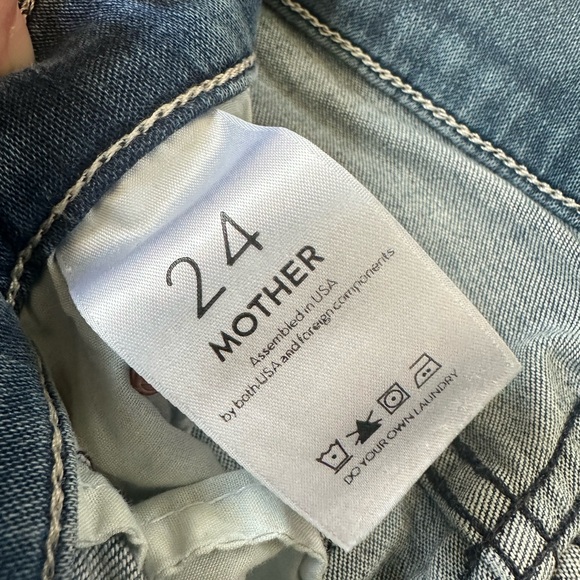 24
MOTHER
Assembled in USA
by both USA and foreign components
DO YOUR OWN LAUNDRY